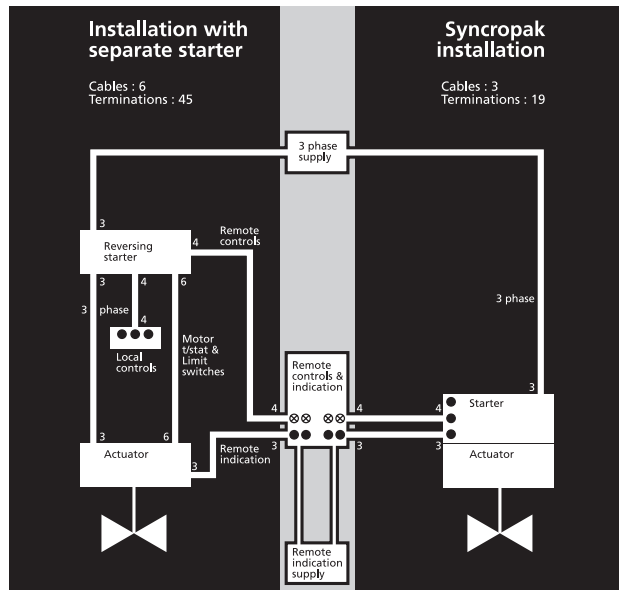 Installation with
separate starter
Cables : 6
Terminations : 45
Syncropak
installation
Cables : 3
Terminations : 19
3 phase
supply
3
Reversing
starter
4
Remote
controls
3
4
6
3 phase
4
Local
controls
Motor
t/stat &
Limit
switches
3 phase
Remote
controls &
indication
3
4
4
4
Starter
3
6
Actuator
3
Remote
indication
3
3
3
Actuator
Remote
indication
supply